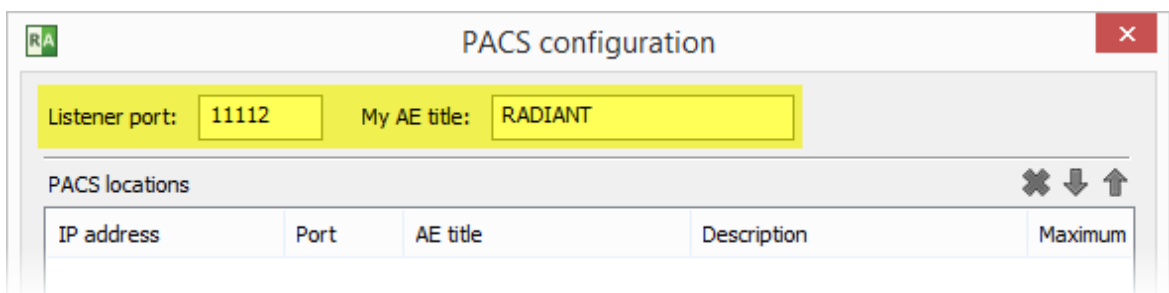 RA PACS configuration
Listener port: 11112 My AE title: RADIANT
PACS locations
IP address Port AE title Description Maximum